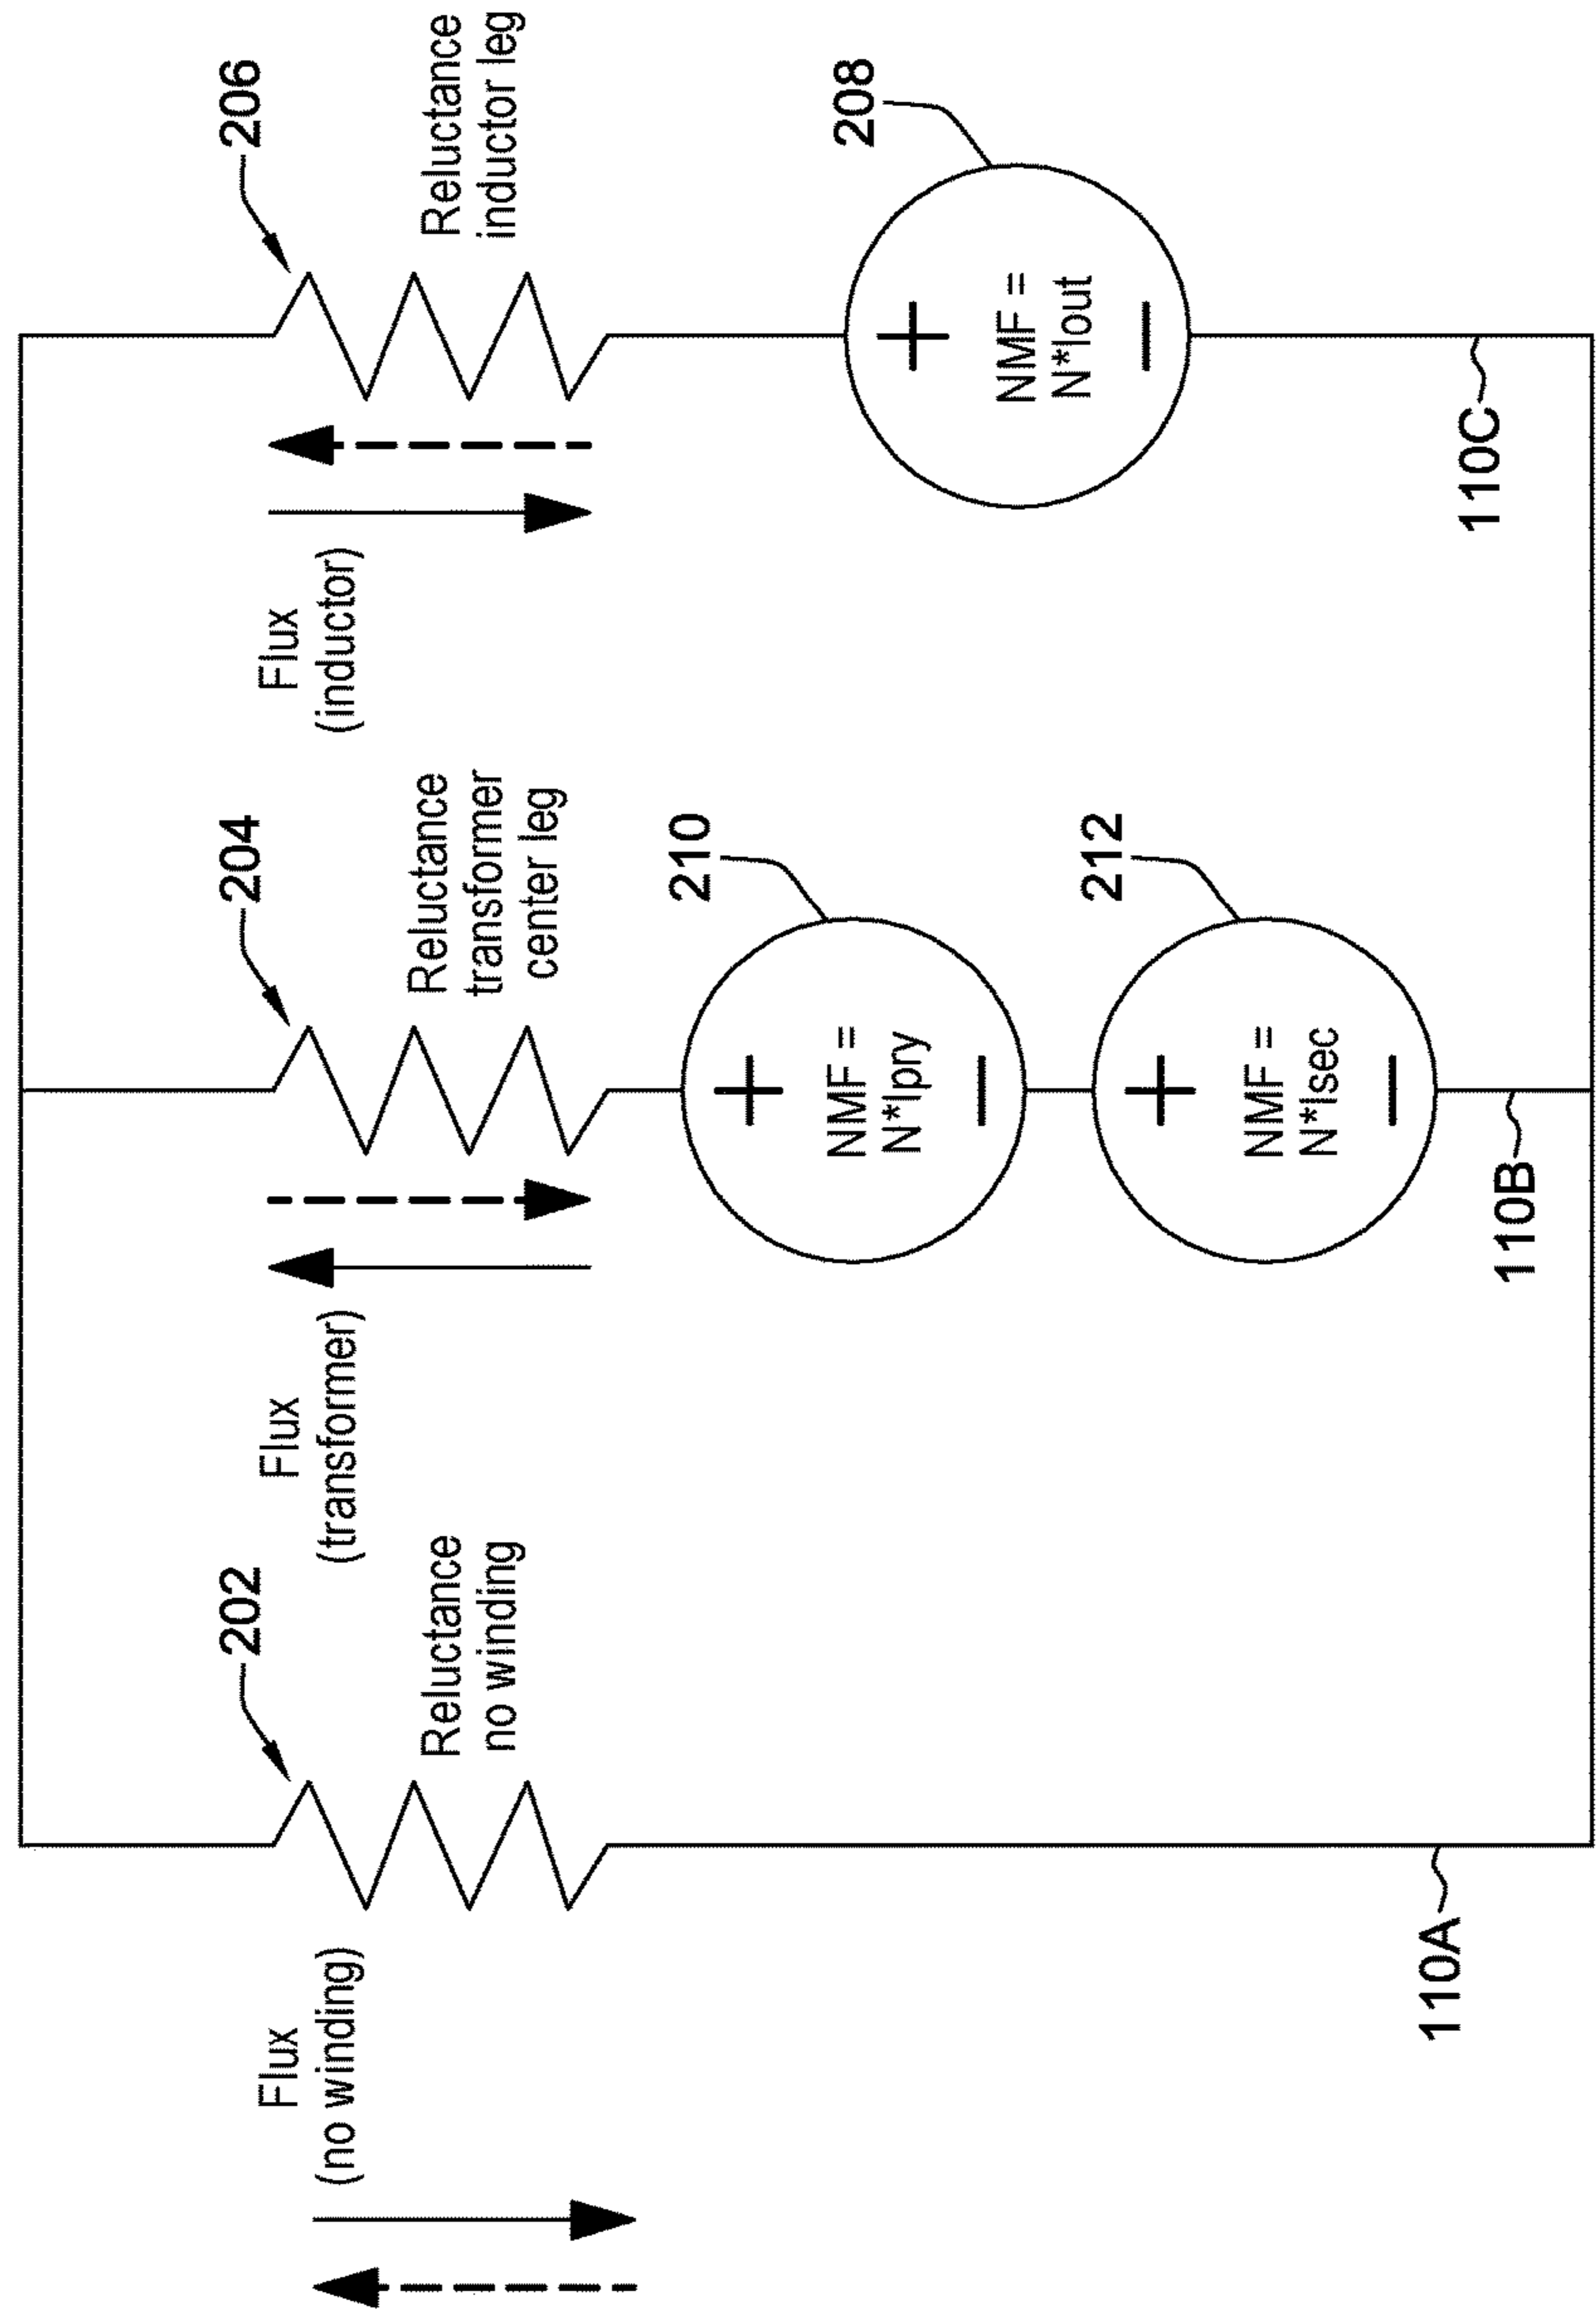 Flux
(no winding)
202
Reluctance
no winding
110A
Flux
(transformer)
204
Reluctance
transformer
center leg
210
NMF =
N*Ipry
212
NMF =
N*Isec
110B
Flux
(inductor)
206
Reluctance
inductor leg
208
+
NMF =
N*Iout
–
110C